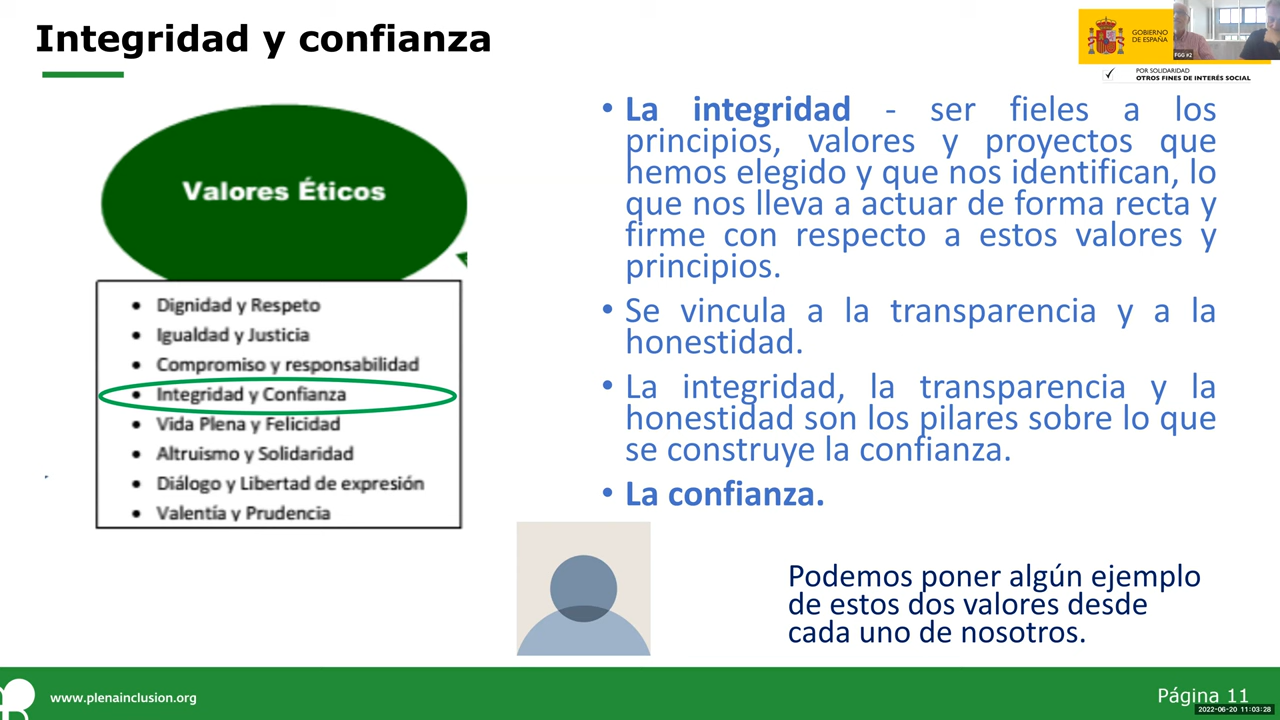 Integridad y confianza
GOBIERNO
DE ESPAÑA
FGG #2
POR SOLIDARIDAD
OTROS FINES DE INTERÉS SOCIAL
Valores Éticos
• Dignidad y Respeto
• Igualdad y Justicia
• Compromiso y responsabilidad
• Integridad y Confianza
• Vida Plena y Felicidad
• Altruismo y Solidaridad
• Diálogo y Libertad de expresión
• Valentía y Prudencia
• La integridad - ser fieles a los
principios, valores y proyectos que
hemos elegido y que nos identifican, lo
que nos lleva a actuar de forma recta y
firme con respecto a estos valores y
principios.
• Se vincula a la transparencia y a la
honestidad.
• La integridad, la transparencia y la
honestidad son los pilares sobre lo que
se construye la confianza.
• La confianza.
Podemos poner algún ejemplo
de estos dos valores desde
cada uno de nosotros.
www.plenainclusion.org
Página 11
2022-06-20 11:03:28